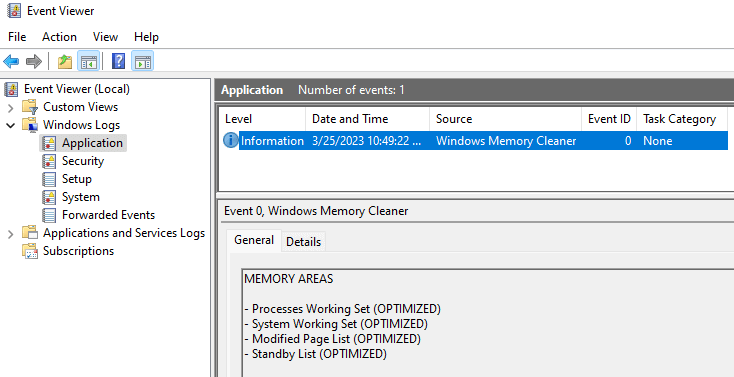 Event Viewer
File Action View Help
Event Viewer (Local)
Custom Views
Windows Logs
Application
Security
Setup
System
Forwarded Events
Applications and Services Logs
Subscriptions
Application Number of events: 1
Level Date and Time Source Event ID Task Category
Information 3/25/2023 10:49:22 ... Windows Memory Cleaner 0 None
Event 0, Windows Memory Cleaner
General Details
MEMORY AREAS
- Processes Working Set (OPTIMIZED)
- System Working Set (OPTIMIZED)
- Modified Page List (OPTIMIZED)
- Standby List (OPTIMIZED)